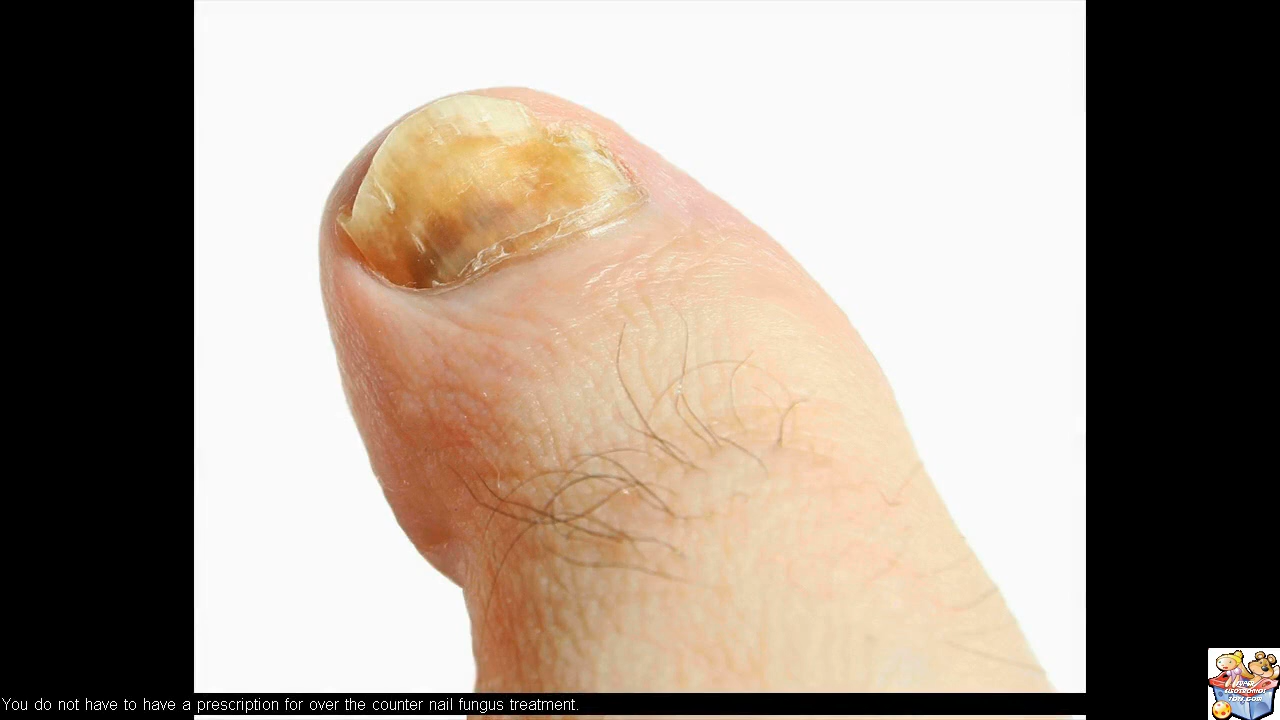 You do not have to have a prescription for over the counter nail fungus treatment.